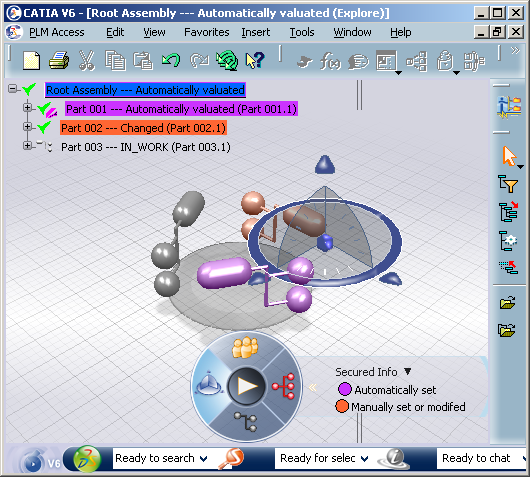 CATIA V6 - [Root Assembly --- Automatically valuated (Explore)]
PLM Access Edit View Favorites Insert Tools Window Help
f(x)
Root Assembly --- Automatically valuated
Part 001 --- Automatically valuated (Part 001.1)
Part 002 --- Changed (Part 002.1)
Part 003 --- IN_WORK (Part 003.1)
Secured Info ▼
Automatically set
Manually set or modifed
V6 Ready to search Ready for selec Ready to chat